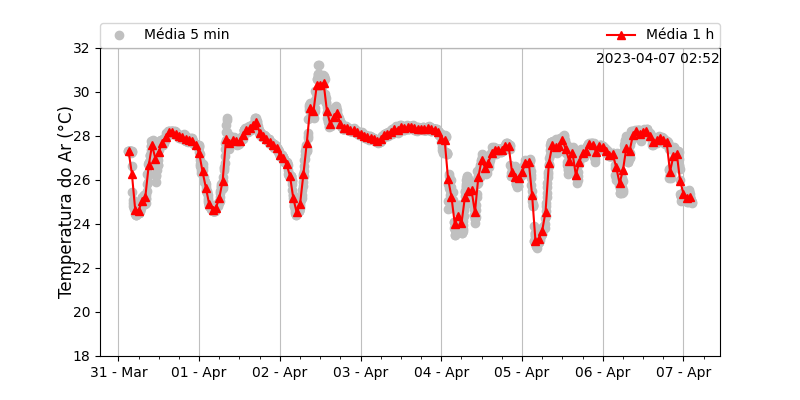 Média 5 min
Média 1 h
2023-04-07 02:52
Temperatura do Ar (°C)
32
30
28
26
24
22
20
18
31 - Mar
01 - Apr
02 - Apr
03 - Apr
04 - Apr
05 - Apr
06 - Apr
07 - Apr